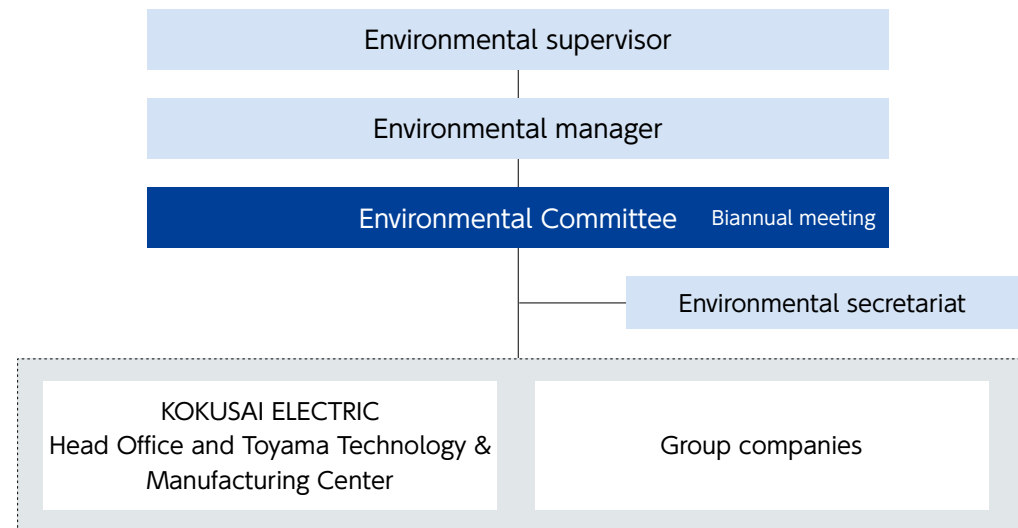 Environmental supervisor
Environmental manager
Environmental Committee Biannual meeting
Environmental secretariat
KOKUSAI ELECTRIC
Head Office and Toyama Technology &
Manufacturing Center
Group companies